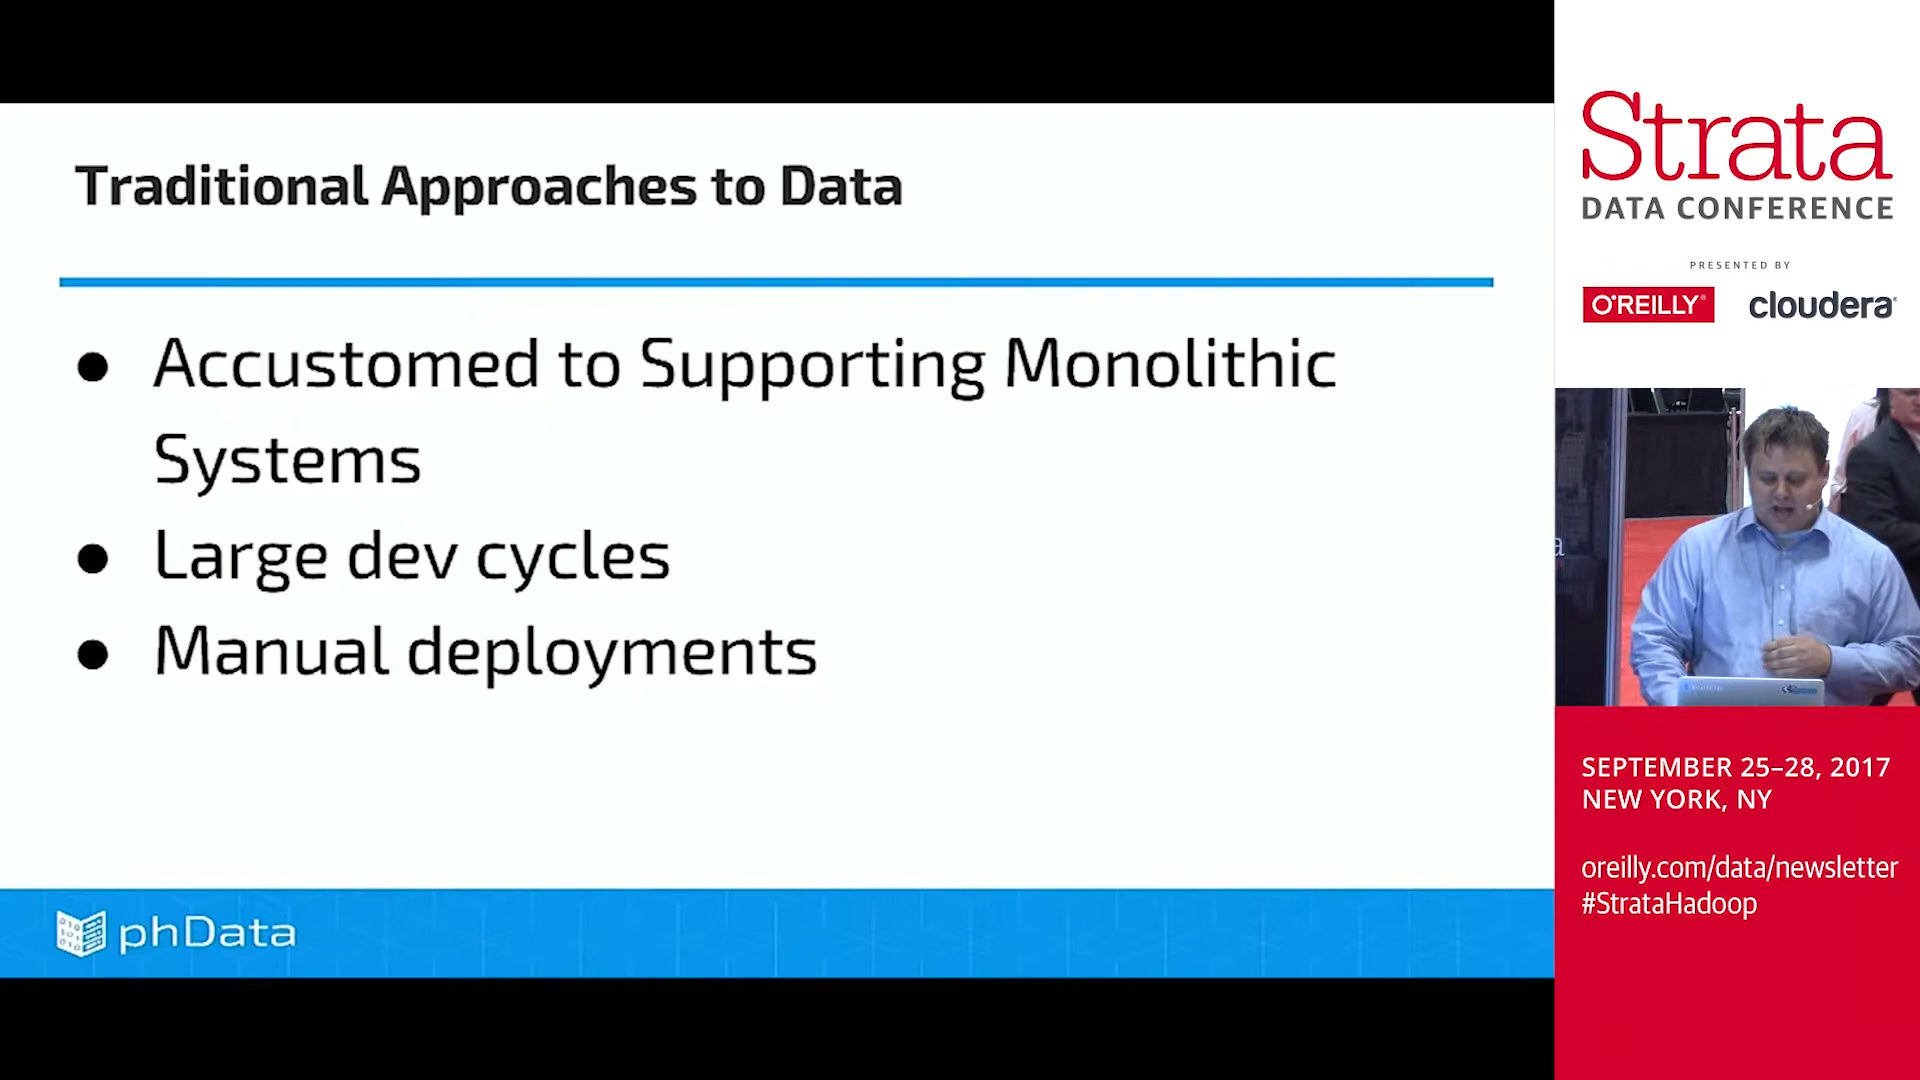 Traditional Approaches to Data
● Accustomed to Supporting Monolithic
Systems
● Large dev cycles
● Manual deployments
phData
Strata
DATA CONFERENCE
PRESENTED BY
O'REILLY®
cloudera
SEPTEMBER 25–28, 2017
NEW YORK, NY
oreilly.com/data/newsletter
#StrataHadoop